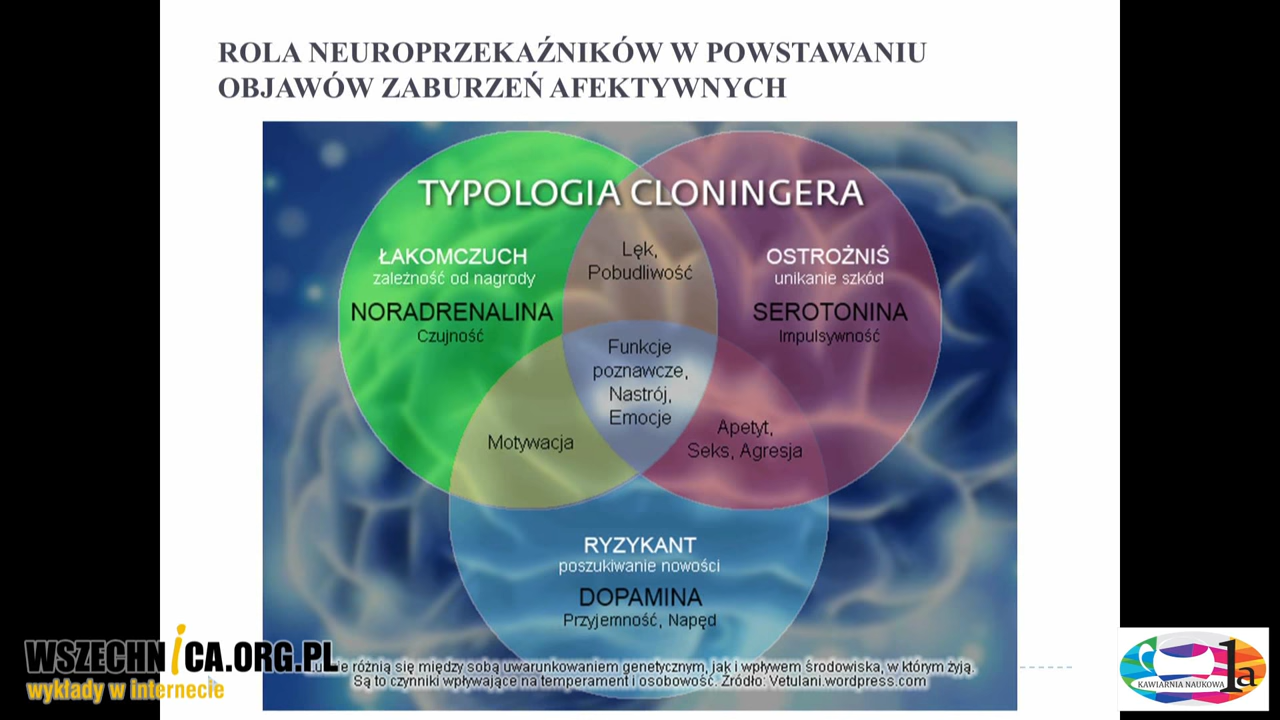 ROLA NEUROPRZEKAŹNIKÓW W POWSTAWANIU
OBJAWÓW ZABURZEŃ AFEKTYWNYCH
TYPOLOGIA CLONINGERA
ŁAKOMCZUCH
zależność od nagrody
NORADRENALINA
Czujność
Lęk,
Pobudliwość
OSTROŻNIŚ
unikanie szkód
SEROTONINA
Impulsywność
Funkcje
poznawcze,
Nastrój,
Emocje
Motywacja
Apetyt,
Seks, Agresja
RYZYKANT
poszukiwanie nowości
DOPAMINA
Przyjemność, Napęd
różnią się między sobą uwarunkowaniem genetycznym, jak i wpływem środowiska, w którym żyją.
Są to czynniki wpływające na temperament i osobowość. Źródło: Vetulani.wordpress.com
WSZECHNiCA.ORG.PL
wykłady w internecie
KAWIARNIA NAUKOWA 1a